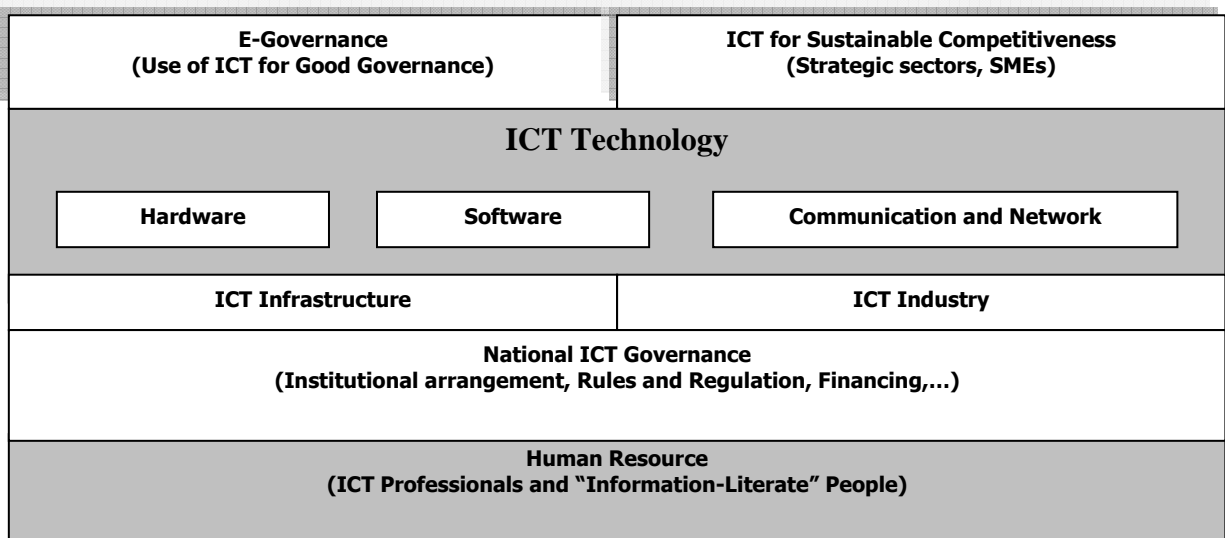 E-Governance
(Use of ICT for Good Governance)
ICT for Sustainable Competitiveness
(Strategic sectors, SMEs)
ICT Technology
Hardware
Software
Communication and Network
ICT Infrastructure
ICT Industry
National ICT Governance
(Institutional arrangement, Rules and Regulation, Financing,...)
Human Resource
(ICT Professionals and “Information-Literate” People)